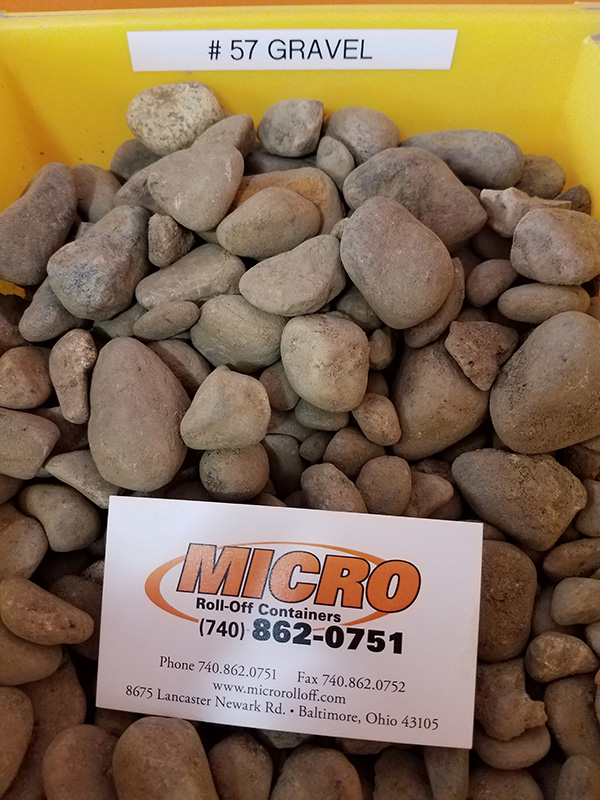 # 57 GRAVEL
MICRO
Roll-Off Containers
(740) 862-0751
Phone 740.862.0751 Fax 740.862.0752
www.microrolloff.com
8675 Lancaster Newark Rd. • Baltimore, Ohio 43105